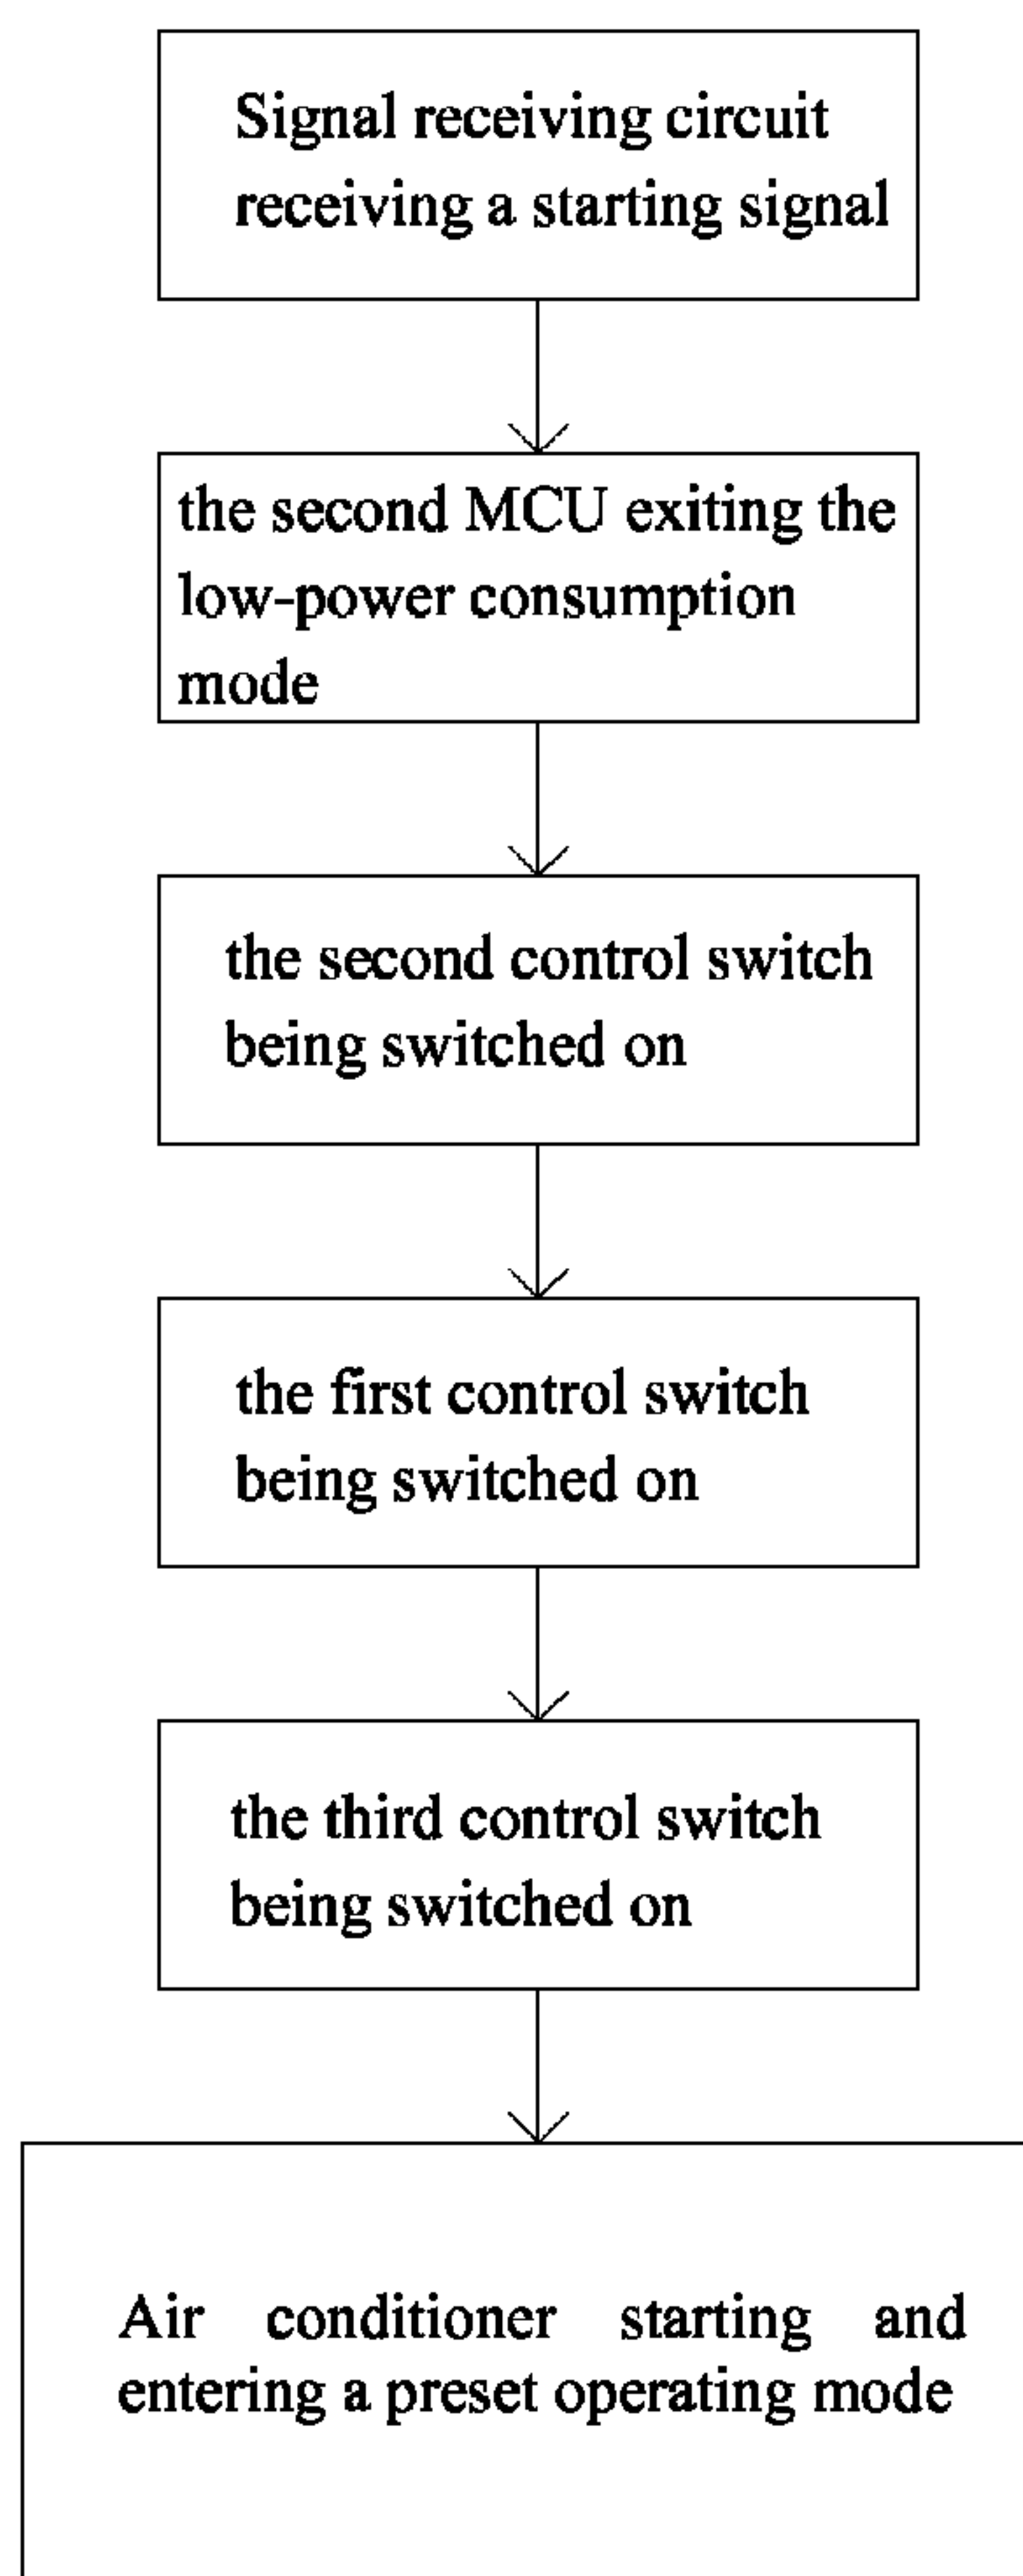 Signal receiving circuit
receiving a starting signal
the second MCU exiting the
low-power consumption
mode
the second control switch
being switched on
the first control switch
being switched on
the third control switch
being switched on
Air conditioner starting and
entering a preset operating mode